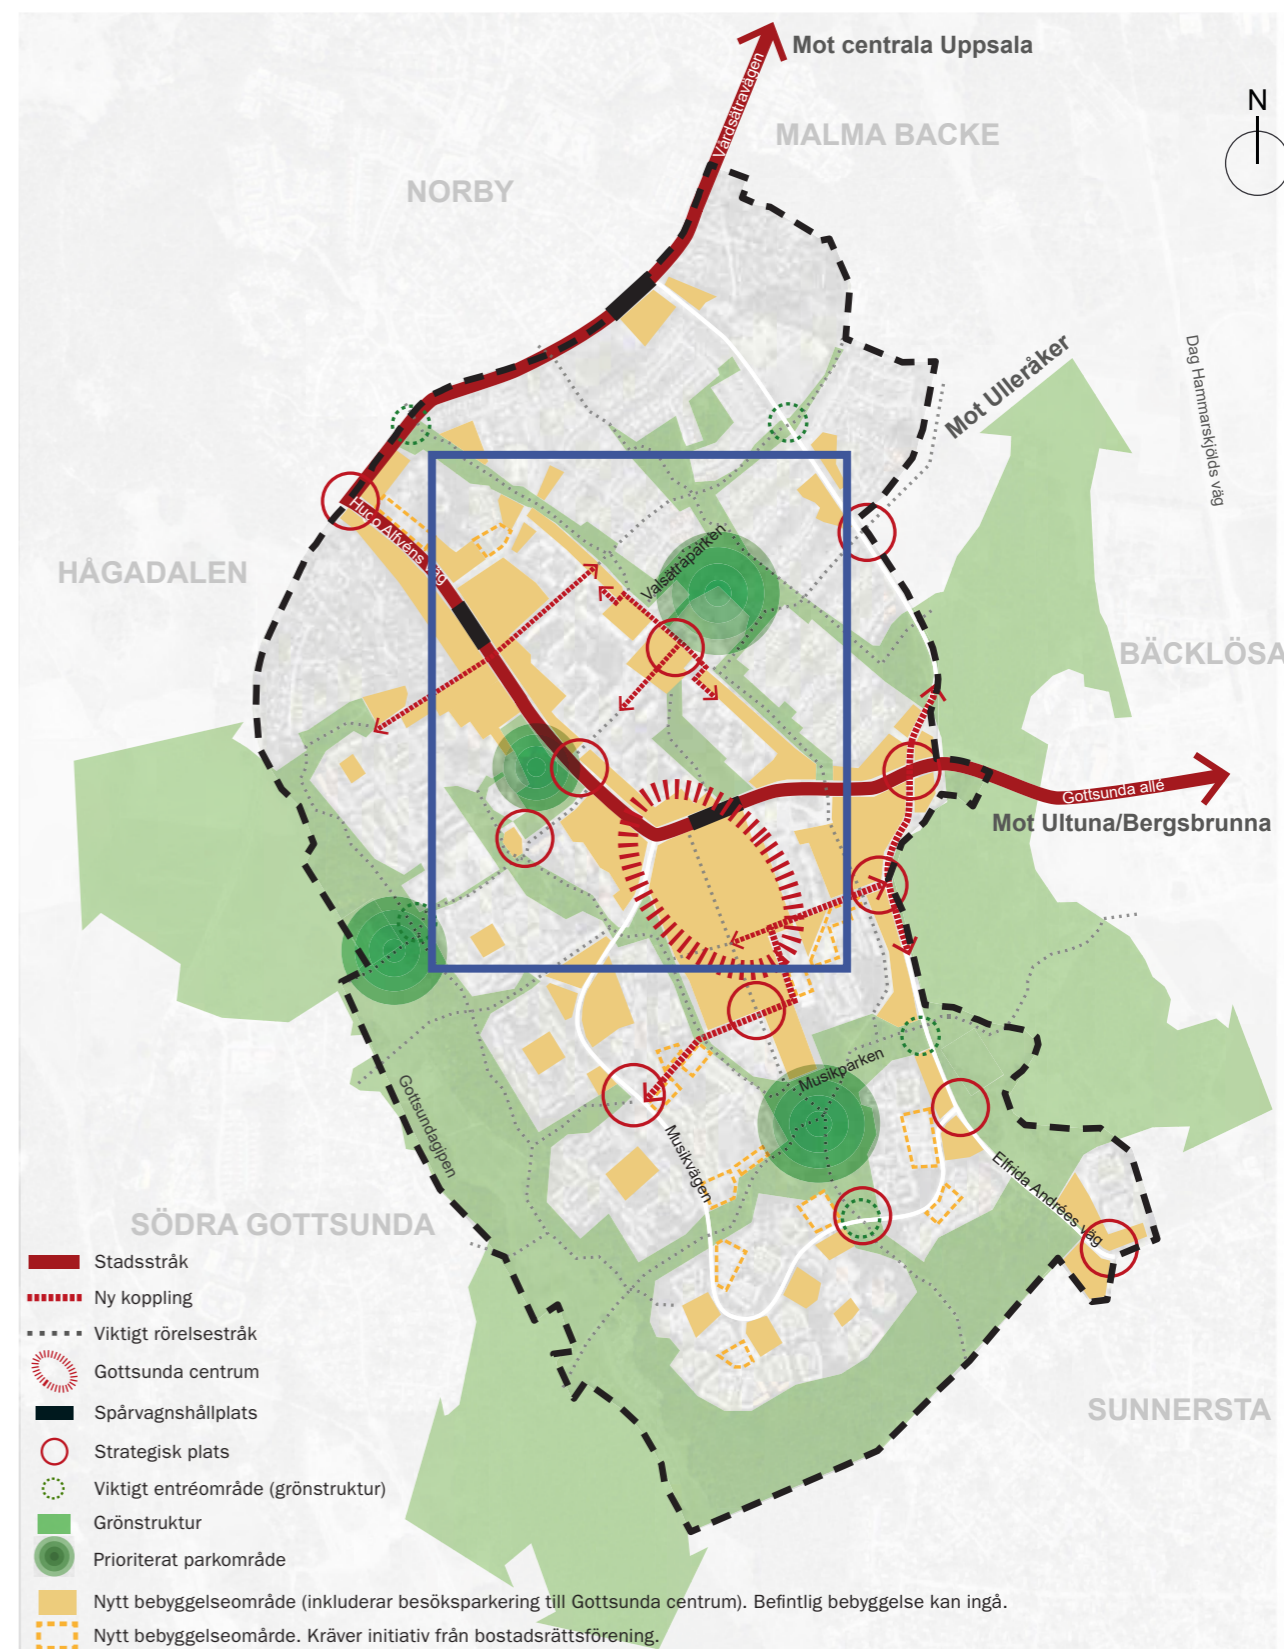 Mot centrala Uppsala
Vårdsätravägen
MALMA BACKE
N
NORBY
Dag Hammarskjölds väg
Mot Ulleråker
Hugo Alfvéns väg
HÅGADALEN
Valsätraparken
BÄCKLÖSA
Gottsunda allé
Mot Ultuna/Bergsbrunna
Musikparken
Gottsundagipen
Musikvägen
Elfrida Andrées väg
SÖDRA GOTTSUNDA
SUNNERSTA
Stadsstråk
Ny koppling
Viktigt rörelsestråk
Gottsunda centrum
Spårvagnshållplats
Strategisk plats
Viktigt entréområde (grönstruktur)
Grönstruktur
Prioriterat parkområde
Nytt bebyggelseområde (inkluderar besöksparkering till Gottsunda centrum). Befintlig bebyggelse kan ingå.
Nytt bebyggelseomårde. Kräver initiativ från bostadsrättsförening.